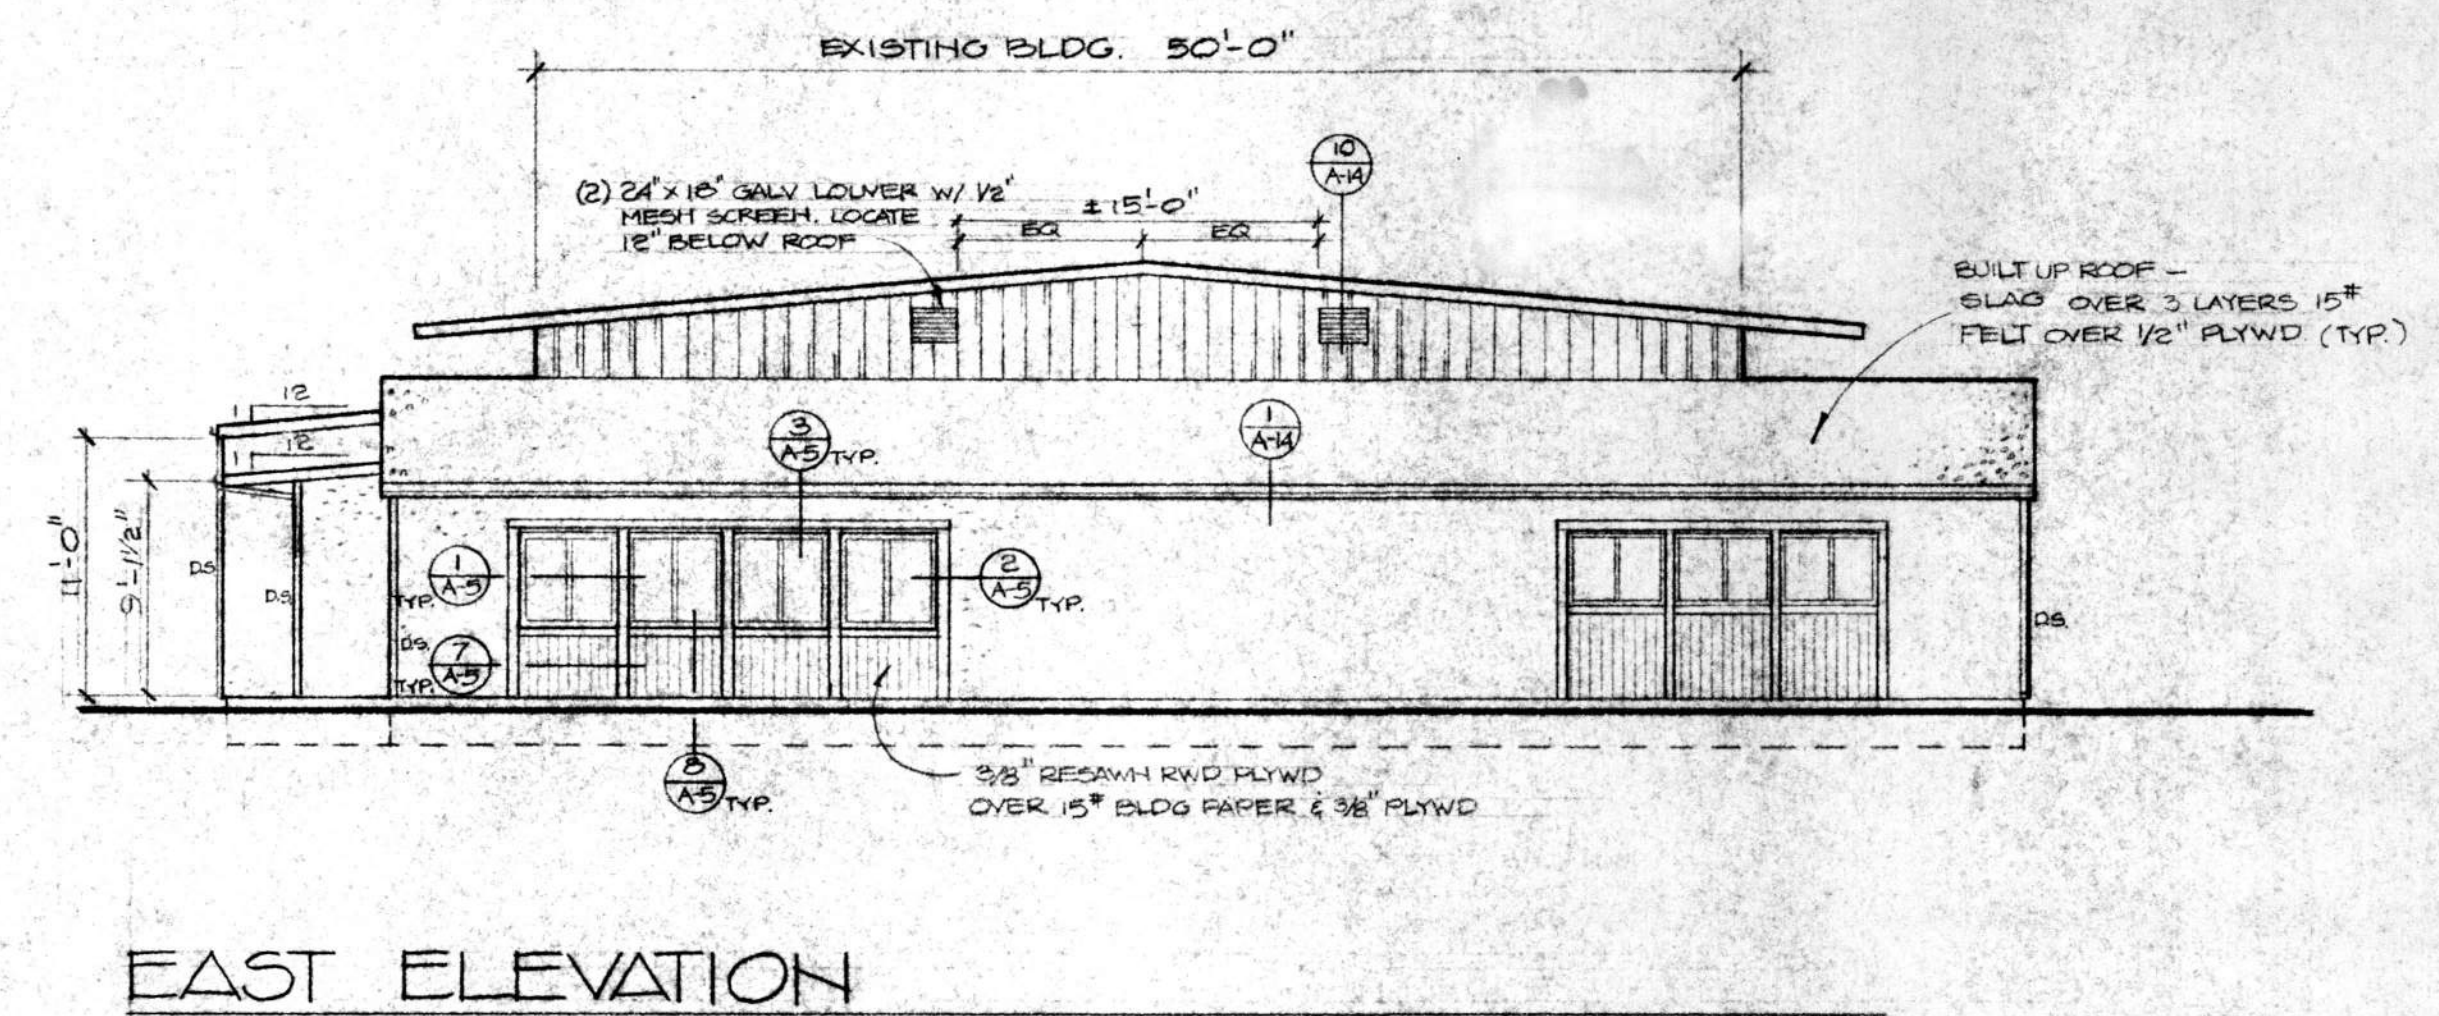 EXISTING BLDG. 50'-0"
10
A-14
(2) 24" x 18" GALV LOUVER W/ 1/2"
MESH SCREEN. LOCATE
12" BELOW ROOF
± 15'-0"
EQ
EQ
BUILT UP ROOF –
SLAG OVER 3 LAYERS 15#
FELT OVER 1/2" PLYWD (TYP.)
12
1
12
1
3
A-5
TYP.
1
A-14
11'-0"
9'-1 1/2"
D.S.
D.S.
1
A-5
TYP.
2
A-5
TYP.
D.S.
7
A-5
TYP.
D.S.
8
A-5
TYP.
3/8" RESAWN RWD PLYWD
OVER 15# BLDG PAPER & 3/8" PLYWD
EAST ELEVATION